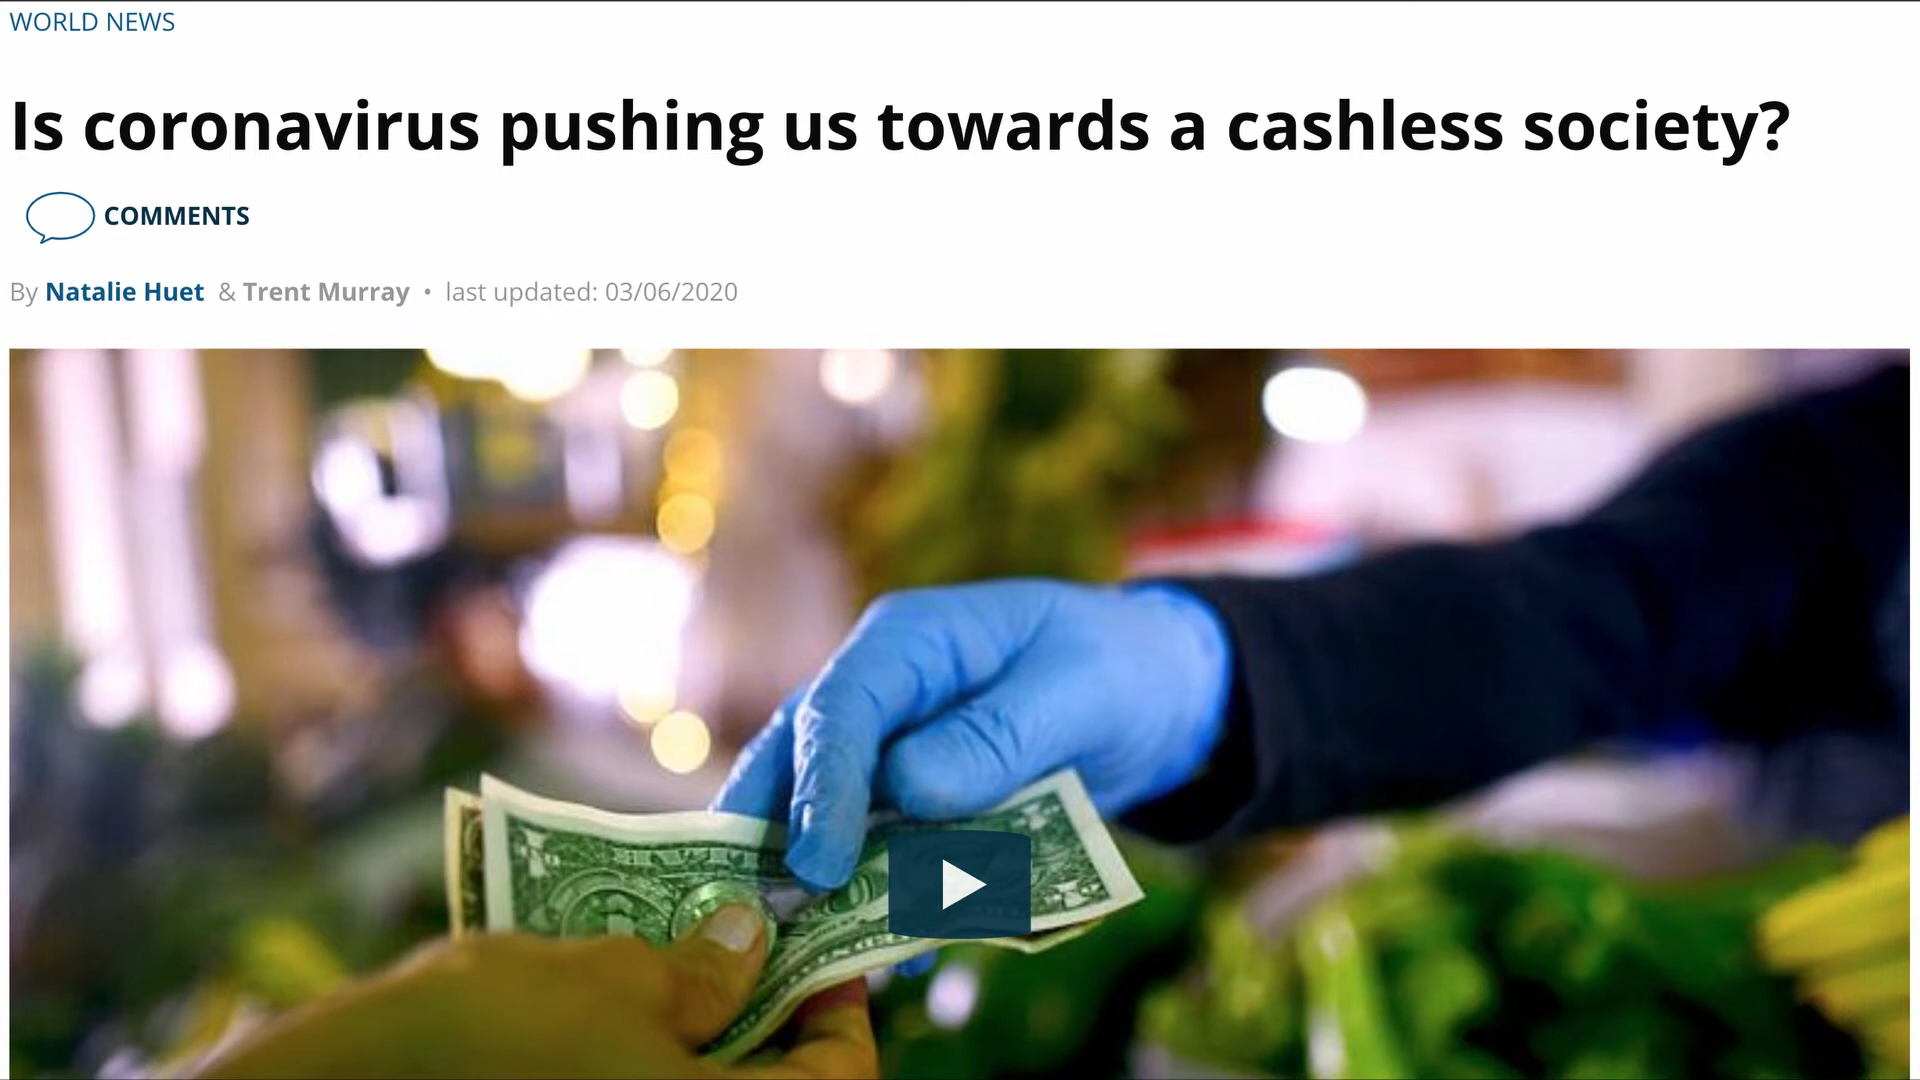 WORLD NEWS
Is coronavirus pushing us towards a cashless society?
COMMENTS
By Natalie Huet & Trent Murray • last updated: 03/06/2020